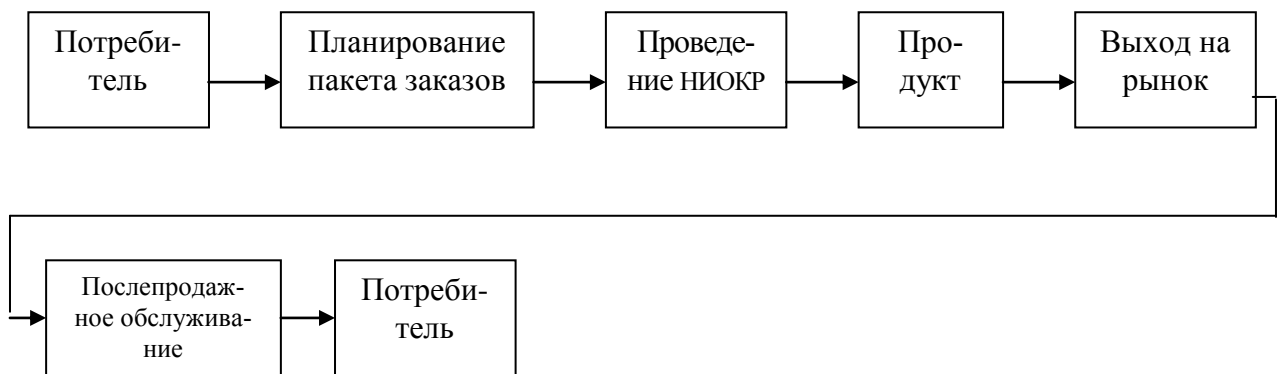 Потреби-
тель
Планирование
пакета заказов
Проведе-
ние НИОКР
Про-
дукт
Выход на
рынок
Послепродаж-
ное обслужива-
ние
Потреби-
тель